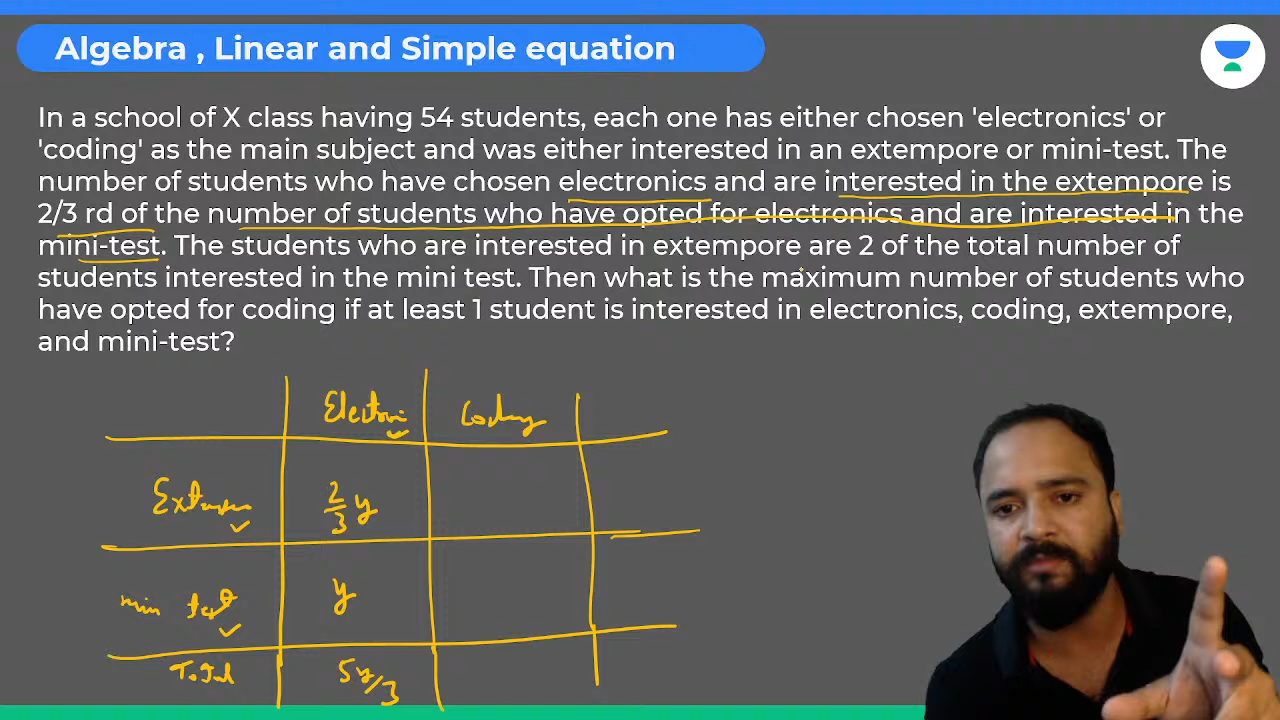 Algebra , Linear and Simple equation
In a school of X class having 54 students, each one has either chosen 'electronics' or
'coding' as the main subject and was either interested in an extempore or mini-test. The
number of students who have chosen electronics and are interested in the extempore is
2/3 rd of the number of students who have opted for electronics and are interested in the
mini-test. The students who are interested in extempore are 2 of the total number of
students interested in the mini test. Then what is the maximum number of students who
have opted for coding if at least 1 student is interested in electronics, coding, extempore,
and mini-test?
Coding
2/3 y
min test y
Total 5y/3